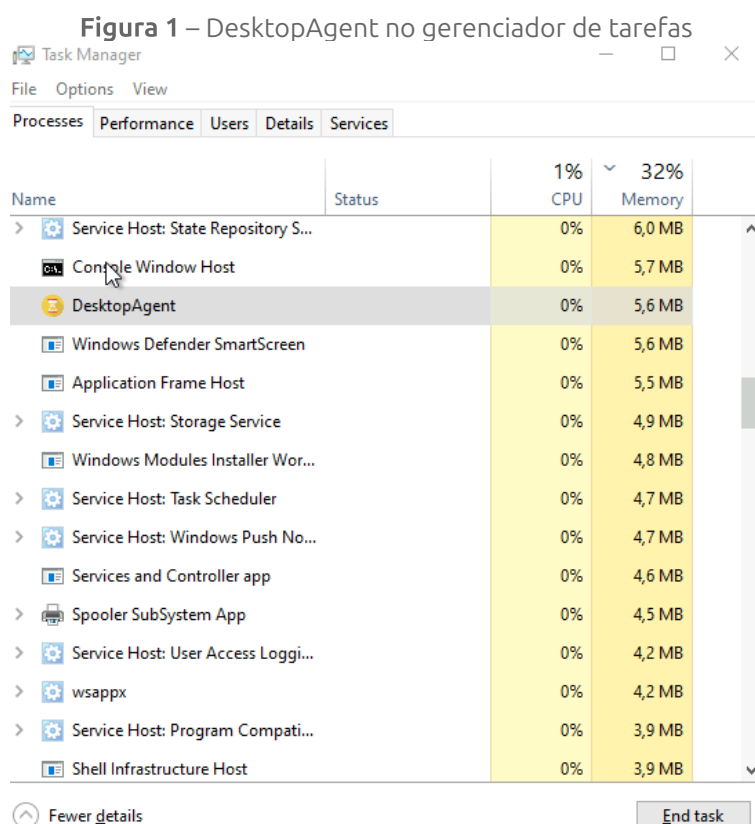 Figura 1 – DesktopAgent no gerenciador de tarefas
Task Manager
File Options View
Processes Performance Users Details Services
1% 32%
Name Status CPU Memory
Service Host: State Repository S... 0% 6,0 MB
Console Window Host 0% 5,7 MB
DesktopAgent 0% 5,6 MB
Windows Defender SmartScreen 0% 5,6 MB
Application Frame Host 0% 5,5 MB
Service Host: Storage Service 0% 4,9 MB
Windows Modules Installer Wor... 0% 4,8 MB
Service Host: Task Scheduler 0% 4,7 MB
Service Host: Windows Push No... 0% 4,7 MB
Services and Controller app 0% 4,6 MB
Spooler SubSystem App 0% 4,5 MB
Service Host: User Access Loggi... 0% 4,2 MB
wsappx 0% 4,2 MB
Service Host: Program Compati... 0% 3,9 MB
Shell Infrastructure Host 0% 3,9 MB
Fewer details End task